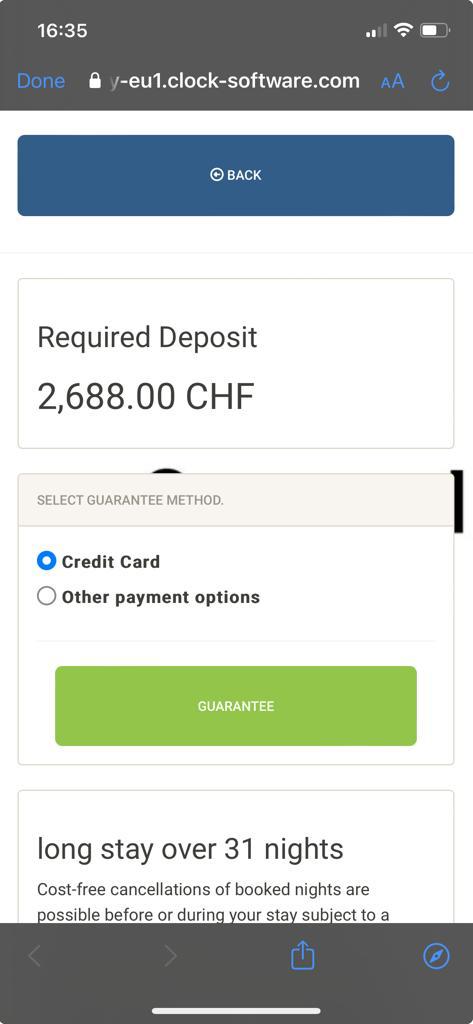 16:35
Done y-eu1.clock-software.com AA
BACK
Required Deposit
2,688.00 CHF
SELECT GUARANTEE METHOD.
Credit Card
Other payment options
GUARANTEE
long stay over 31 nights
Cost-free cancellations of booked nights are
possible before or during your stay subject to a